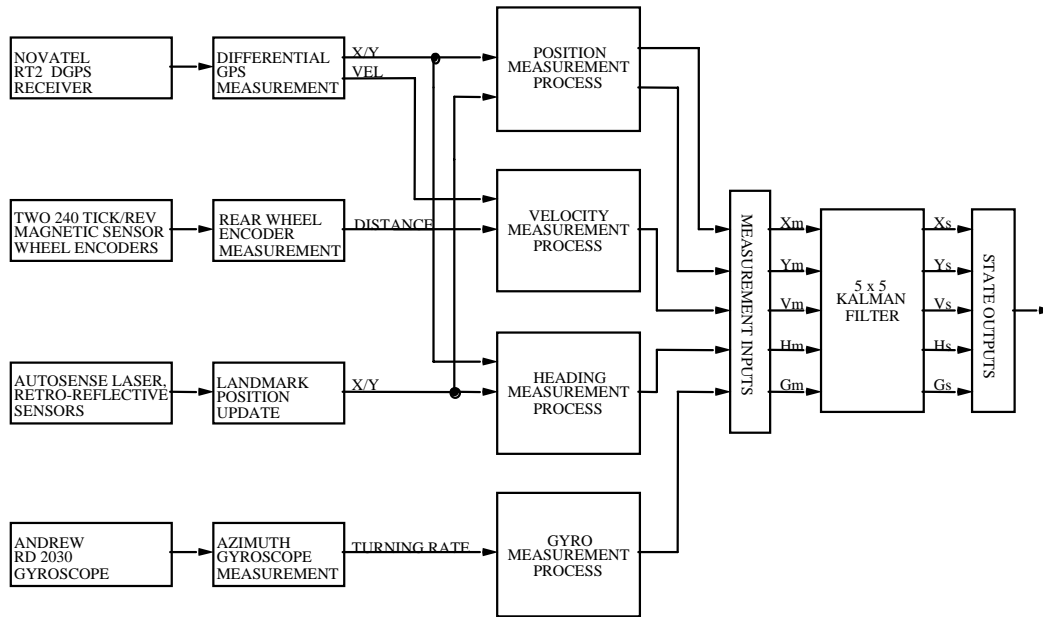 NOVATEL
RT2 DGPS
RECEIVER
DIFFERENTIAL
GPS
MEASUREMENT
X/Y
VEL
POSITION
MEASUREMENT
PROCESS
TWO 240 TICK/REV
MAGNETIC SENSOR
WHEEL ENCODERS
REAR WHEEL
ENCODER
MEASUREMENT
DISTANCE
VELOCITY
MEASUREMENT
PROCESS
AUTOSENSE LASER,
RETRO-REFLECTIVE
SENSORS
LANDMARK
POSITION
UPDATE
X/Y
HEADING
MEASUREMENT
PROCESS
ANDREW
RD 2030
GYROSCOPE
AZIMUTH
GYROSCOPE
MEASUREMENT
TURNING RATE
GYRO
MEASUREMENT
PROCESS
MEASUREMENT INPUTS
Xm
Ym
Vm
Hm
Gm
5 x 5
KALMAN
FILTER
Xs
Ys
Vs
Hs
Gs
STATE OUTPUTS